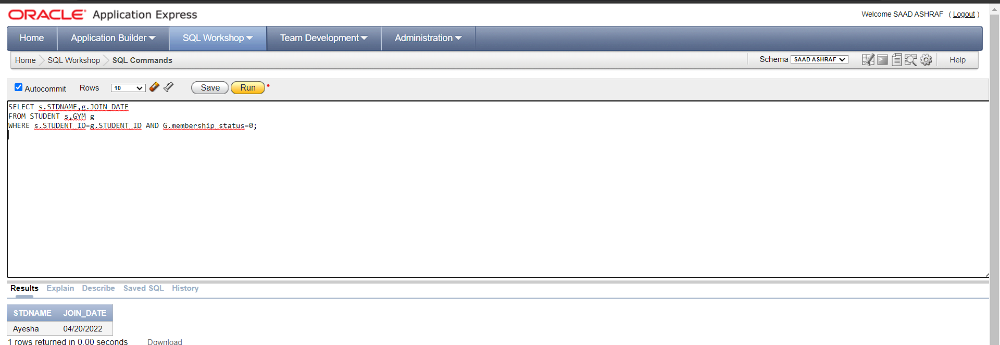 ORACLE Application Express
Welcome SAAD ASHRAF ( Logout )
Home Application Builder SQL Workshop Team Development Administration
Home SQL Workshop SQL Commands Schema SAAD ASHRAF Help
Autocommit Rows 10 Save Run
SELECT s.STDNAME,g.JOIN_DATE
FROM STUDENT s,GYM g
WHERE s.STUDENT_ID=g.STUDENT_ID AND G.membership_status=0;
Results Explain Describe Saved SQL History
STDNAME JOIN_DATE
Ayesha 04/20/2022
1 rows returned in 0.00 seconds Download